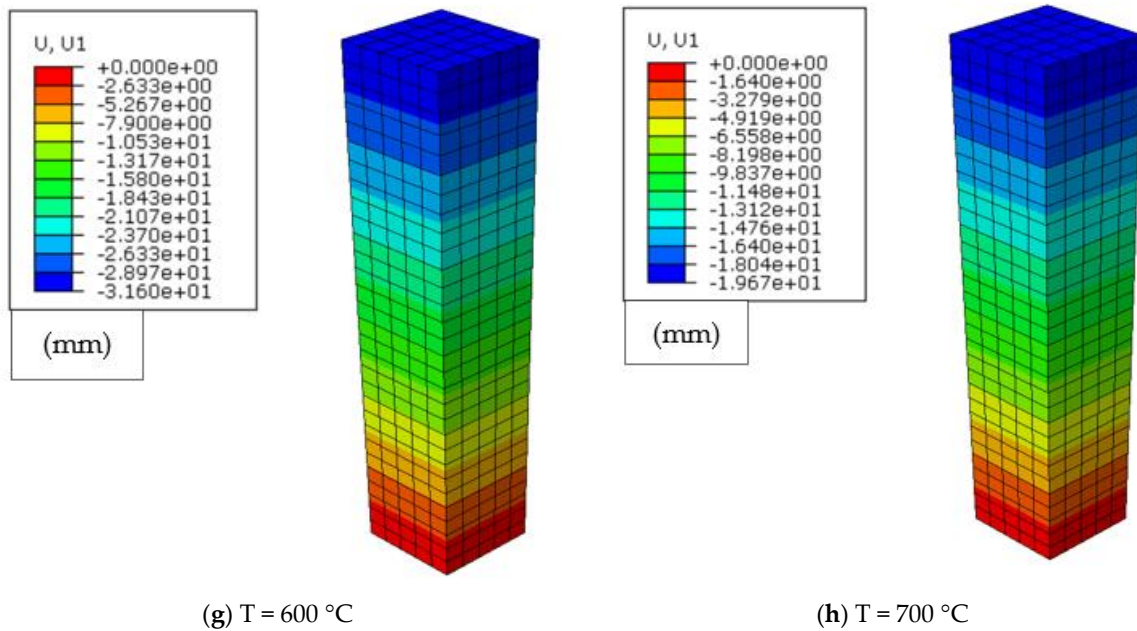 U, U1
+0.000e+00
-2.633e+00
-5.267e+00
-7.900e+00
-1.053e+01
-1.317e+01
-1.580e+01
-1.843e+01
-2.107e+01
-2.370e+01
-2.633e+01
-2.897e+01
-3.160e+01
(mm)
(g) T = 600 °C
U, U1
+0.000e+00
-1.640e+00
-3.279e+00
-4.919e+00
-6.558e+00
-8.198e+00
-9.837e+00
-1.148e+01
-1.312e+01
-1.476e+01
-1.640e+01
-1.804e+01
-1.967e+01
(mm)
(h) T = 700 °C